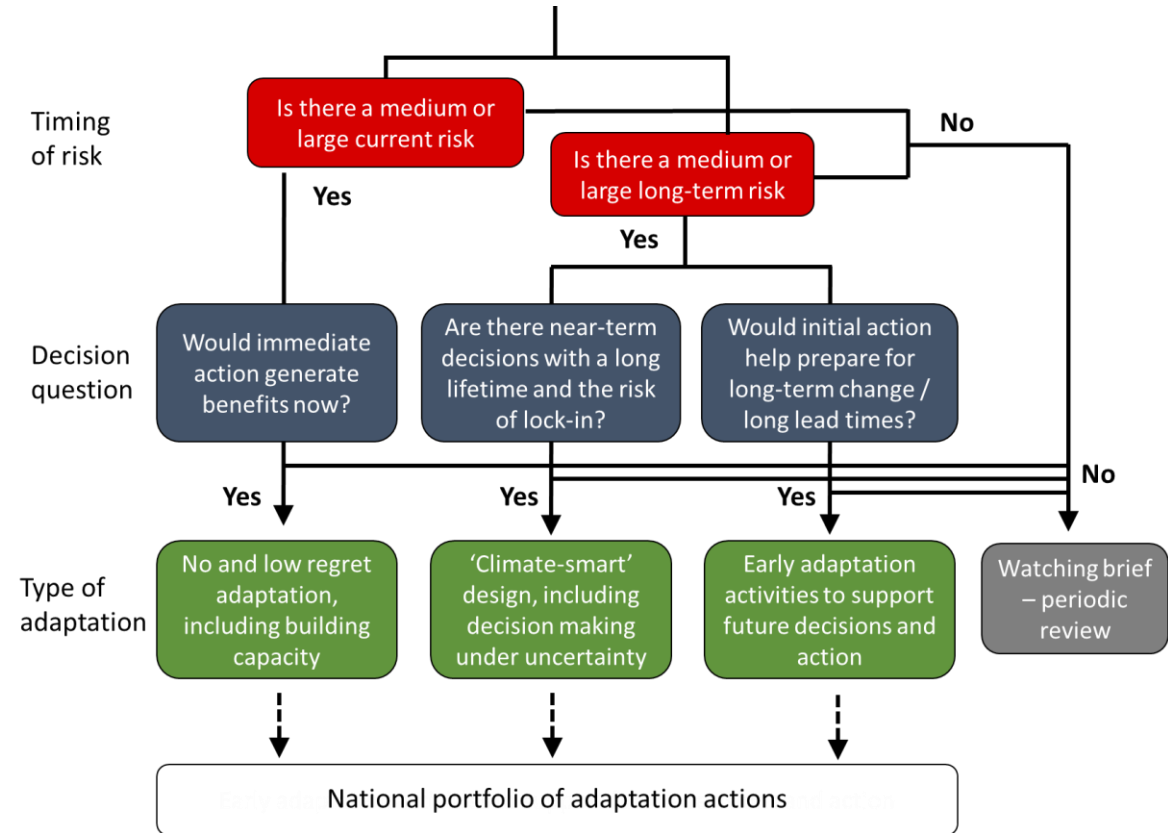 Timing
of risk
Is there a medium or
large current risk
No
Is there a medium or
large long-term risk
Yes
Yes
Decision
question
Would immediate
action generate
benefits now?
Are there near-term
decisions with a long
lifetime and the risk
of lock-in?
Would initial action
help prepare for
long-term change /
long lead times?
Yes
Yes
Yes
No
Type of
adaptation
No and low regret
adaptation,
including building
capacity
‘Climate-smart’
design, including
decision making
under uncertainty
Early adaptation
activities to support
future decisions and
action
Watching brief
– periodic
review
National portfolio of adaptation actions